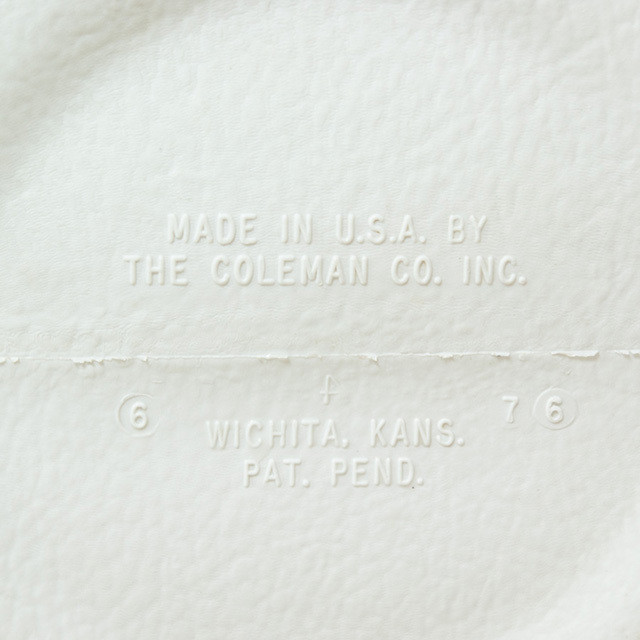 MADE IN U.S.A. BY
THE COLEMAN CO. INC.
6 7 6
WICHITA, KANS.
PAT. PEND.